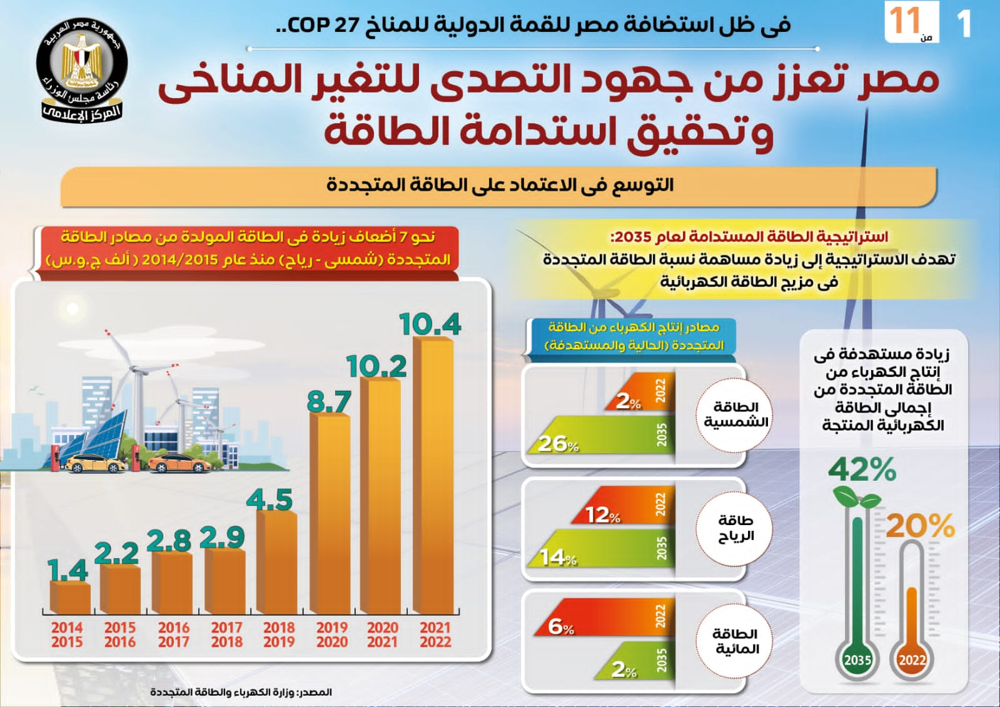 1
من 11
فى ظل استضافة مصر للقمة الدولية للمناخ COP 27..
جمهورية مصر العربية
رئاسة مجلس الوزراء
المركز الإعلامى
مصر تعزز من جهود التصدى للتغير المناخى
وتحقيق استدامة الطاقة
التوسع فى الاعتماد على الطاقة المتجددة
استراتيجية الطاقة المستدامة لعام 2035:
تهدف الاستراتيجية إلى زيادة مساهمة نسبة الطاقة المتجددة
فى مزيج الطاقة الكهربائية
زيادة مستهدفة فى
إنتاج الكهرباء من
الطاقة المتجددة من
إجمالى الطاقة
الكهربائية المنتجة
42%
20%
2035
2022
مصادر إنتاج الكهرباء من الطاقة
المتجددة (الحالية والمستهدفة)
الطاقة
الشمسية
2022
2%
2035
26%
طاقة
الرياح
2022
12%
2035
14%
الطاقة
المائية
2022
6%
2035
2%
نحو 7 أضعاف زيادة فى الطاقة المولدة من مصادر الطاقة
المتجددة (شمسى - رياح) منذ عام 2014/2015 ( ألف ج.و.س)
1.4
2.2
2.8
2.9
4.5
8.7
10.2
10.4
2014 2015 2016 2017 2018 2019 2020 2021
2015 2016 2017 2018 2019 2020 2021 2022
المصدر: وزارة الكهرباء والطاقة المتجددة